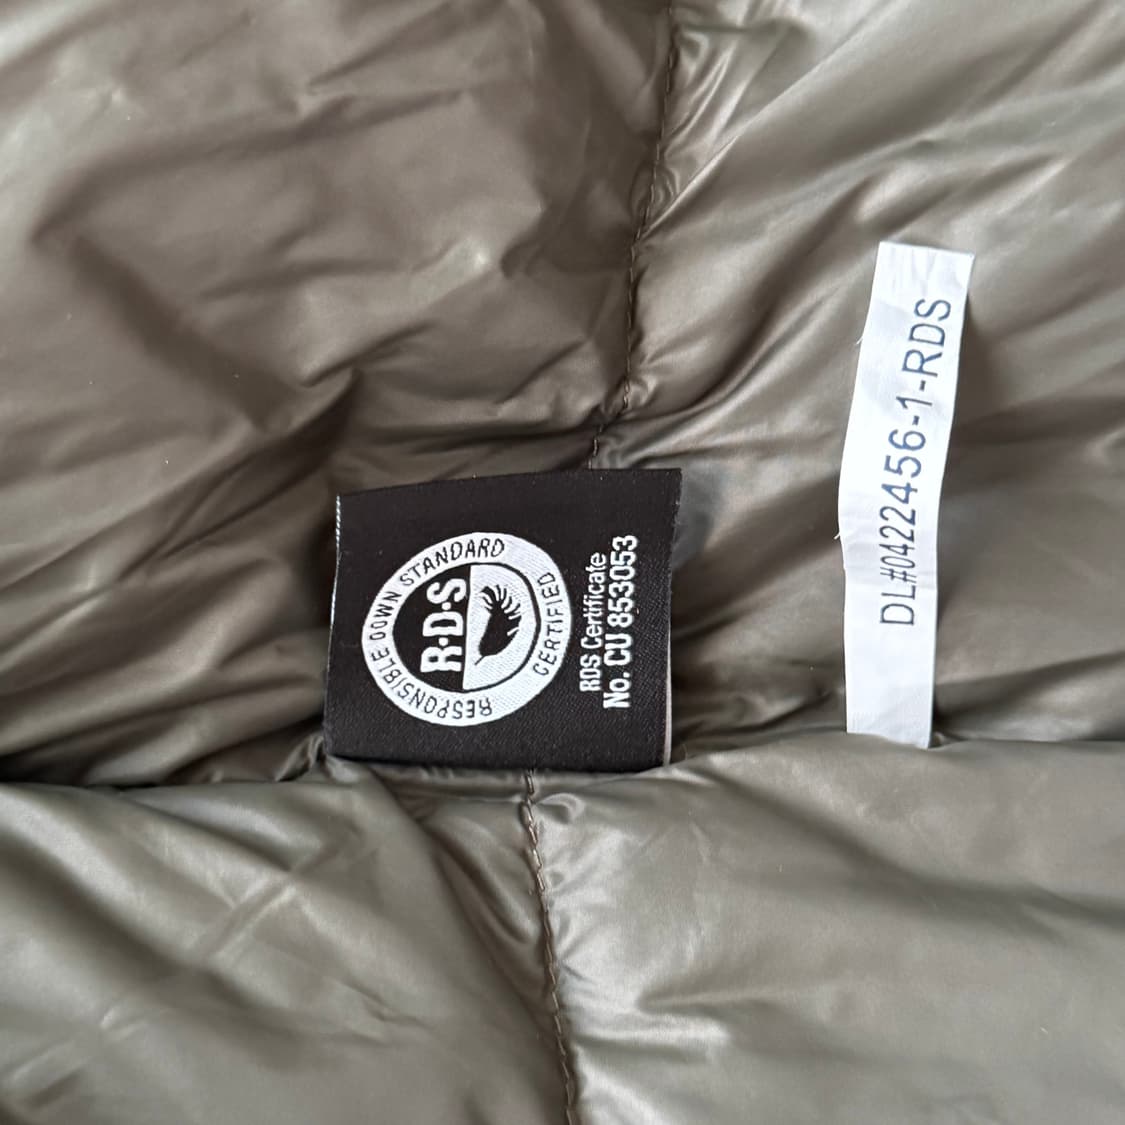 RESPONSIBLE DOWN STANDARD
R·D·S
CERTIFIED
RDS Certificate
No. CU 853053
DL#0422456-1-RDS